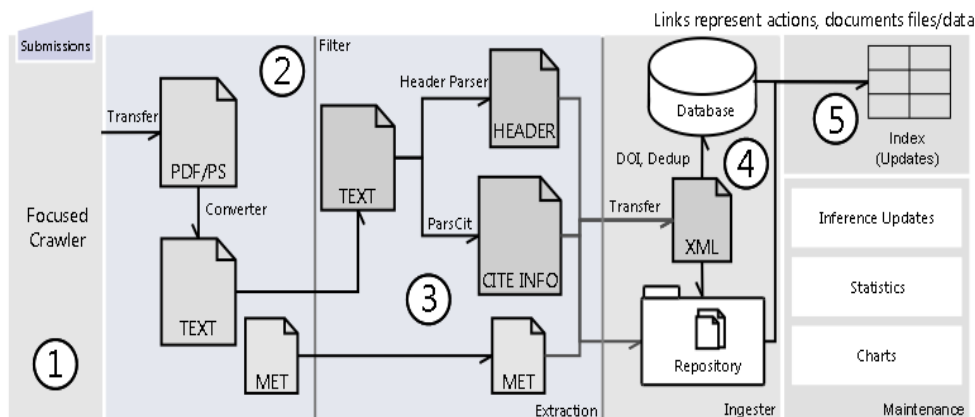 Links represent actions, documents files/data
Submissions
Focused
Crawler
1
2
Transfer
PDF/PS
Converter
TEXT
MET
Filter
TEXT
Header Parser
HEADER
ParsCit
CITE INFO
3
MET
Extraction
Database
DOI, Dedup
4
Transfer
XML
Repository
Ingester
5
Index
(Updates)
Inference Updates
Statistics
Charts
Maintenance